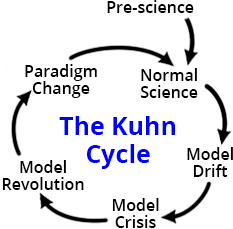 Pre-science
Normal
Science
Model
Drift
Model
Crisis
Model
Revolution
Paradigm
Change
The Kuhn
Cycle